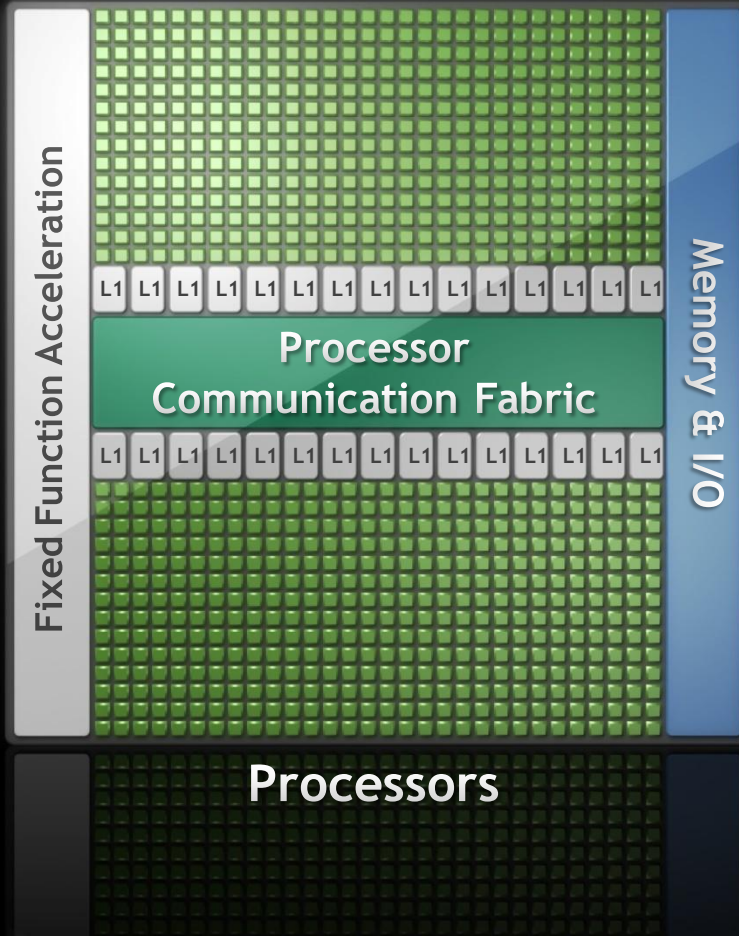 Fixed Function Acceleration
L1 L1 L1 L1 L1 L1 L1 L1 L1 L1 L1 L1 L1 L1 L1
Processor
Communication Fabric
L1 L1 L1 L1 L1 L1 L1 L1 L1 L1 L1 L1 L1 L1 L1
Memory & I/O
Processors